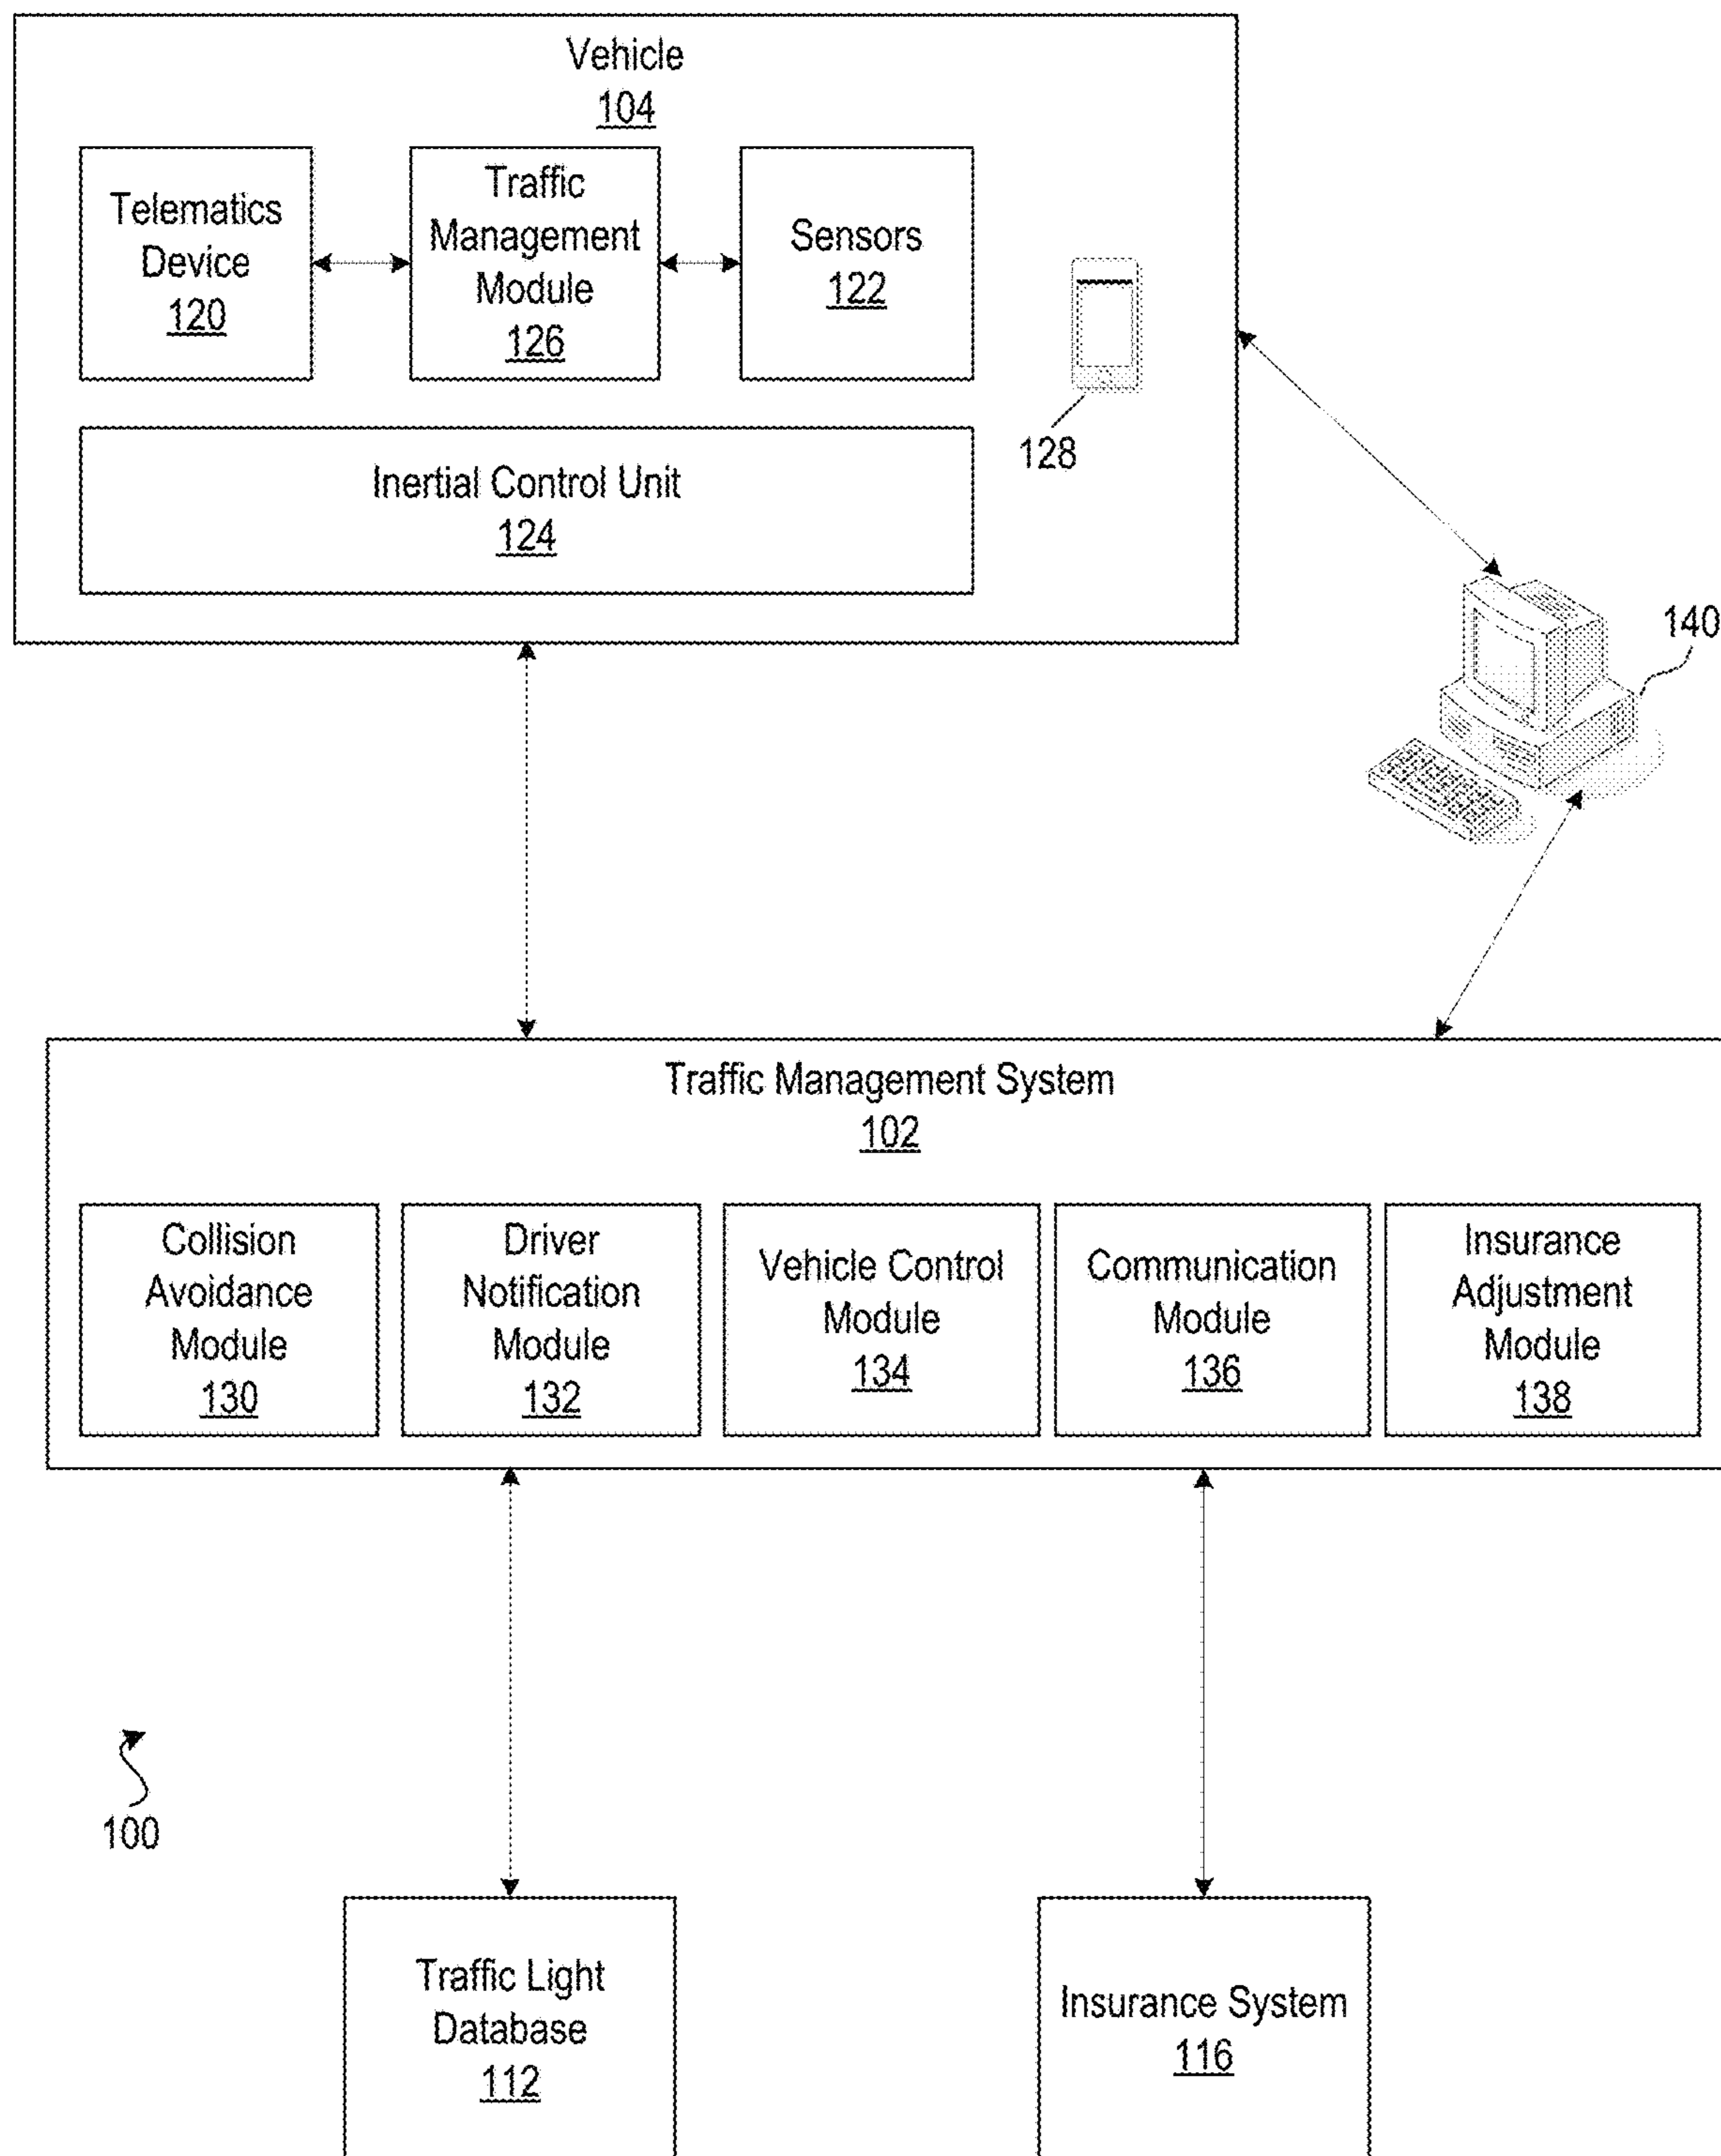 Vehicle
104
Telematics
Device
120
Traffic
Management
Module
126
Sensors
122
128
Inertial Control Unit
124
140
Traffic Management System
102
Collision
Avoidance
Module
130
Driver
Notification
Module
132
Vehicle Control
Module
134
Communication
Module
136
Insurance
Adjustment
Module
138
100
Traffic Light
Database
112
Insurance System
116